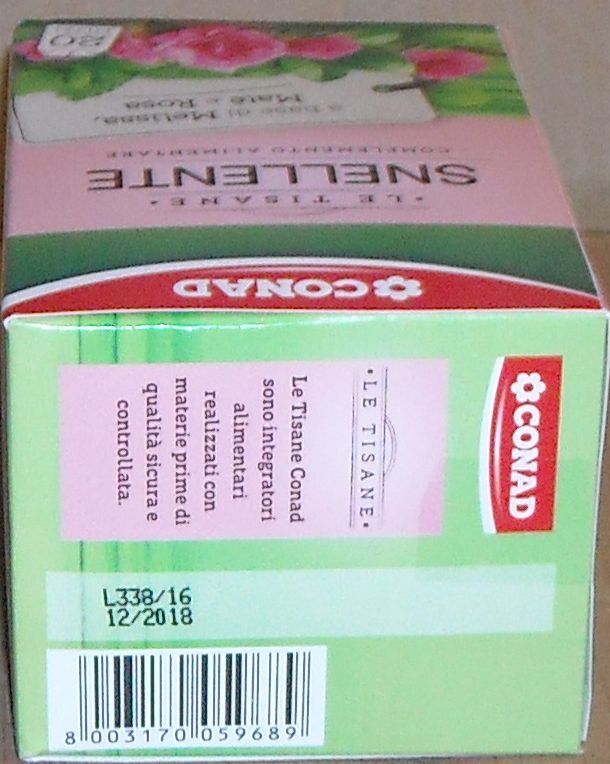 20
a base di Melissa,
Matè e Rosa
COMPLEMENTO ALIMENTARE
SNELLENTE
• LE TISANE •
CONAD
CONAD
• LE TISANE •
Le Tisane Conad
sono integratori
alimentari
realizzati con
materie prime di
qualità sicura e
controllata.
L338/16
12/2018
8 003170 059689